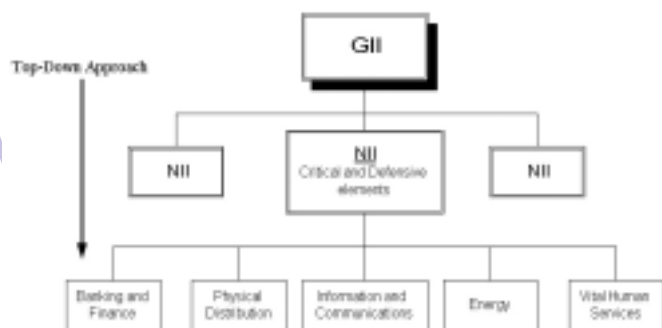 GII
Top-Down Approach
NII
NII
Critical and Defensive
elements
NII
Banking and
Finance
Physical
Distribution
Information and
Communications
Energy
Vital Human
Services